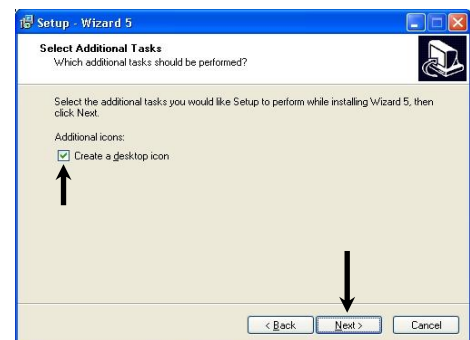 Setup - Wizard 5
Select Additional Tasks
Which additional tasks should be performed?
Select the additional tasks you would like Setup to perform while installing Wizard 5, then
click Next.
Additional icons:
Create a desktop icon
< Back Next > Cancel